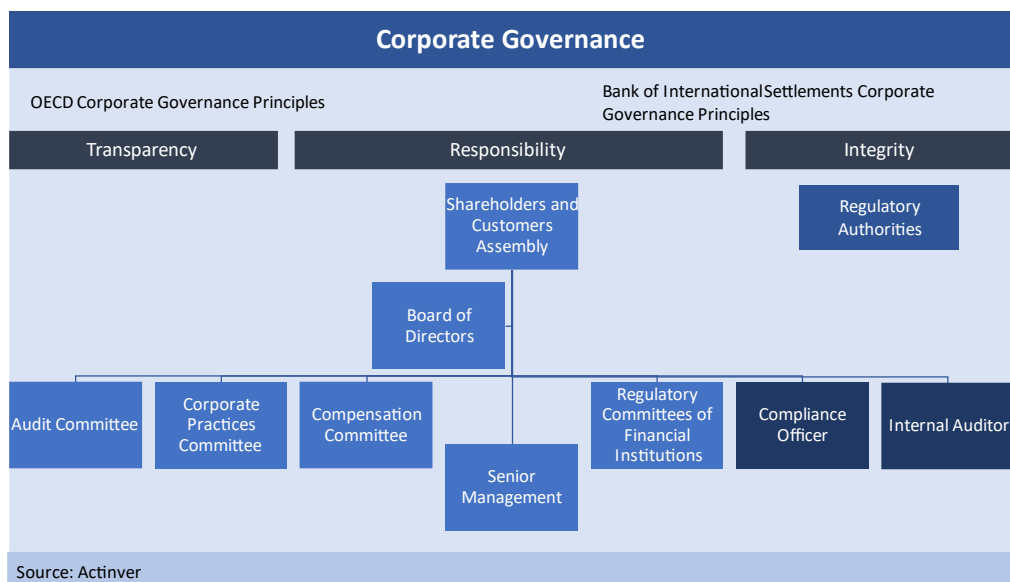 Corporate Governance
OECD Corporate Governance Principles
Bank of International Settlements Corporate
Governance Principles
Transparency
Responsibility
Integrity
Shareholders and
Customers
Assembly
Regulatory
Authorities
Board of
Directors
Audit Committee
Corporate
Practices
Committee
Compensation
Committee
Senior
Management
Regulatory
Committees of
Financial
Institutions
Compliance
Officer
Internal Auditor
Source: Actinver